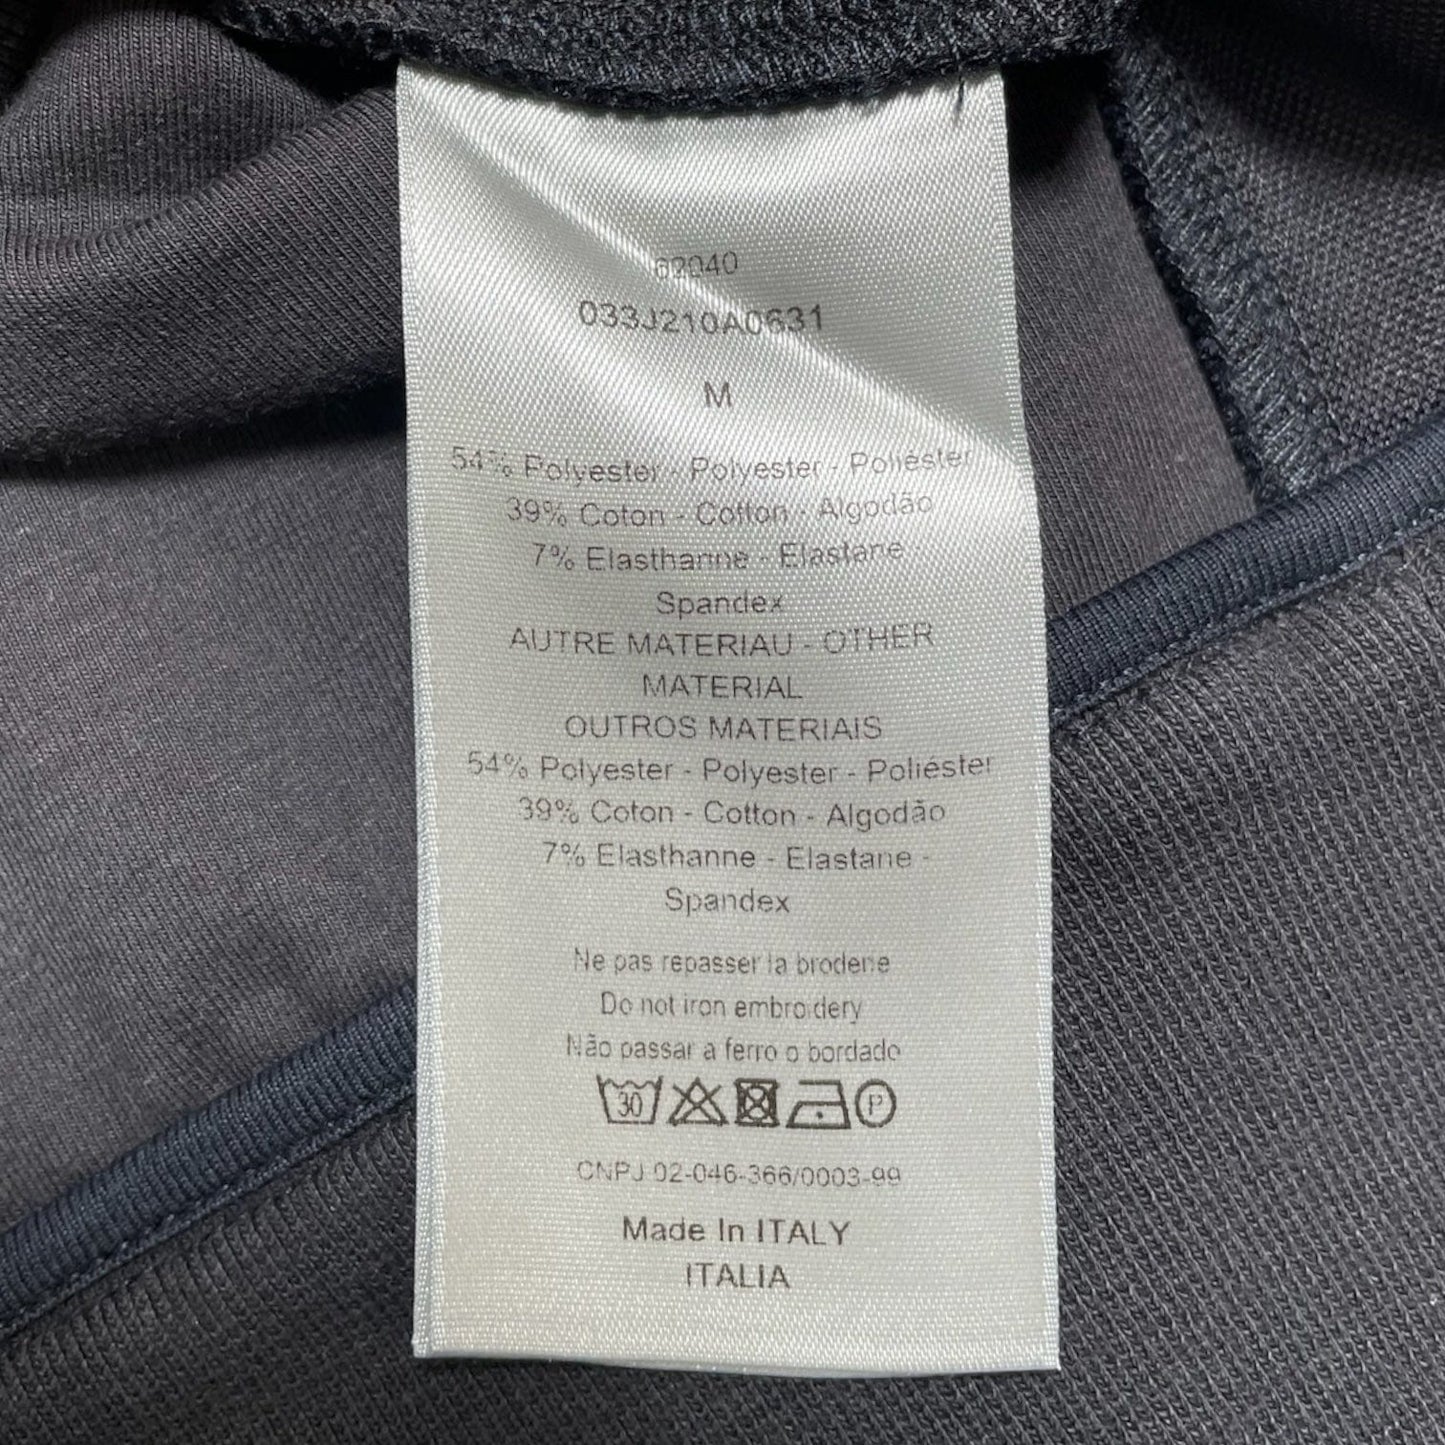 62040
033J210A0631
M
54% Polyester - Polyester - Poliéster
39% Coton - Cotton - Algodão
7% Elasthanne - Elastane -
Spandex
AUTRE MATERIAU - OTHER
MATERIAL
OUTROS MATERIAIS
54% Polyester - Polyester - Poliéster
39% Coton - Cotton - Algodão
7% Elasthanne - Elastane -
Spandex
Ne pas repasser la broderie
Do not iron embroidery
Não passar a ferro o bordado
30 P
CNPJ 02-046-366/0003-99
Made In ITALY
ITALIA